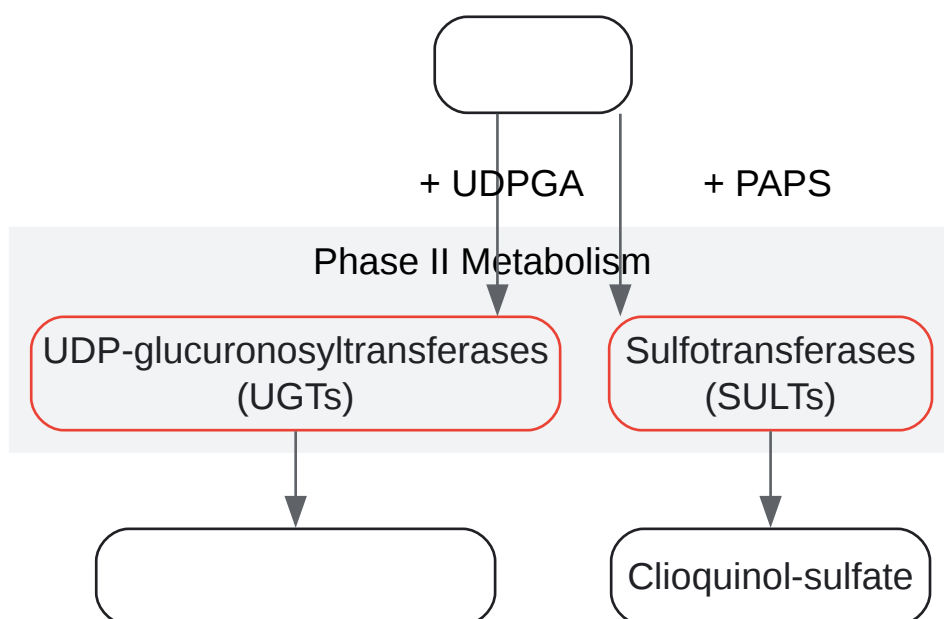 + UDPGA
+ PAPS
Phase II Metabolism
UDP-glucuronosyltransferases
(UGTs)
Sulfotransferases
(SULTs)
Clioquinol-sulfate